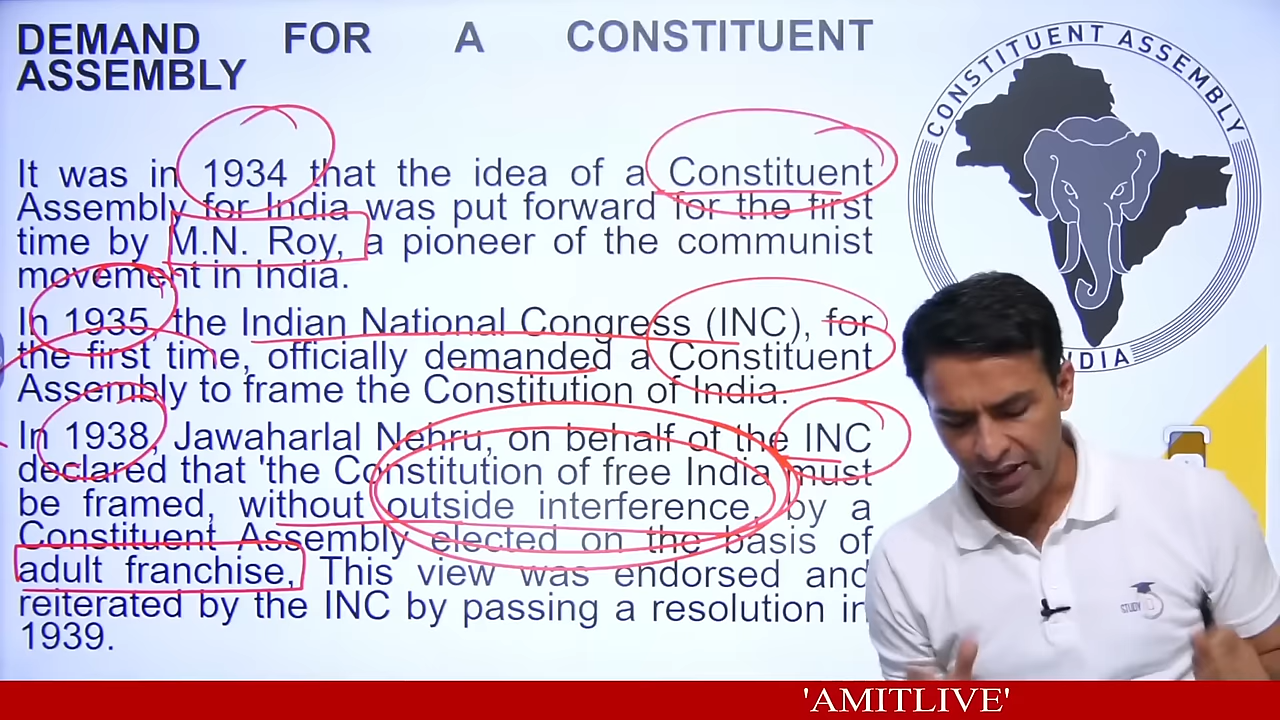 DEMAND FOR A CONSTITUENT
ASSEMBLY
It was in 1934 that the idea of a Constituent
Assembly for India was put forward for the first
time by M.N. Roy, a pioneer of the communist
movement in India.
In 1935, the Indian National Congress (INC), for
the first time, officially demanded a Constituent
Assembly to frame the Constitution of India.
In 1938, Jawaharlal Nehru, on behalf of the INC
declared that 'the Constitution of free India must
be framed, without outside interference, by a
Constituent Assembly elected on the basis of
adult franchise, This view was endorsed and
reiterated by the INC by passing a resolution in
1939.
CONSTITUENT ASSEMBLY
INDIA
STUDY
'AMITLIVE'